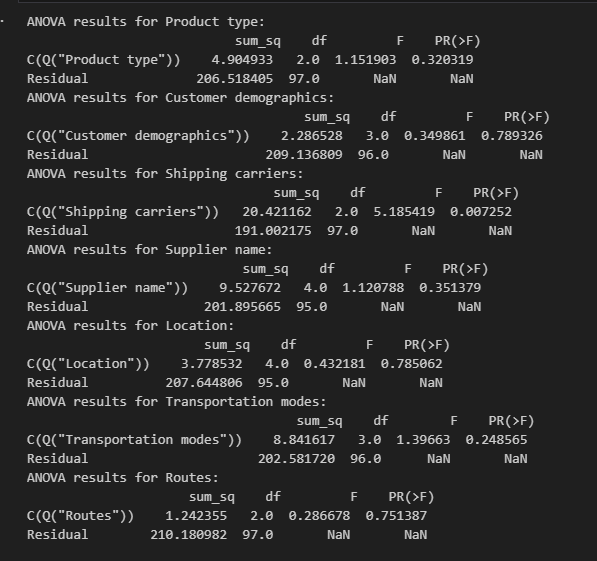 ANOVA results for Product type:
sum_sq df F PR(>F)
C(Q("Product type")) 4.904933 2.0 1.151903 0.320319
Residual 206.518405 97.0 NaN NaN
ANOVA results for Customer demographics:
sum_sq df F PR(>F)
C(Q("Customer demographics")) 2.286528 3.0 0.349861 0.789326
Residual 209.136809 96.0 NaN NaN
ANOVA results for Shipping carriers:
sum_sq df F PR(>F)
C(Q("Shipping carriers")) 20.421162 2.0 5.185419 0.007252
Residual 191.002175 97.0 NaN NaN
ANOVA results for Supplier name:
sum_sq df F PR(>F)
C(Q("Supplier name")) 9.527672 4.0 1.120788 0.351379
Residual 201.895665 95.0 NaN NaN
ANOVA results for Location:
sum_sq df F PR(>F)
C(Q("Location")) 3.778532 4.0 0.432181 0.785062
Residual 207.644806 95.0 NaN NaN
ANOVA results for Transportation modes:
sum_sq df F PR(>F)
C(Q("Transportation modes")) 8.841617 3.0 1.39663 0.248565
Residual 202.581720 96.0 NaN NaN
ANOVA results for Routes:
sum_sq df F PR(>F)
C(Q("Routes")) 1.242355 2.0 0.286678 0.751387
Residual 210.180982 97.0 NaN NaN